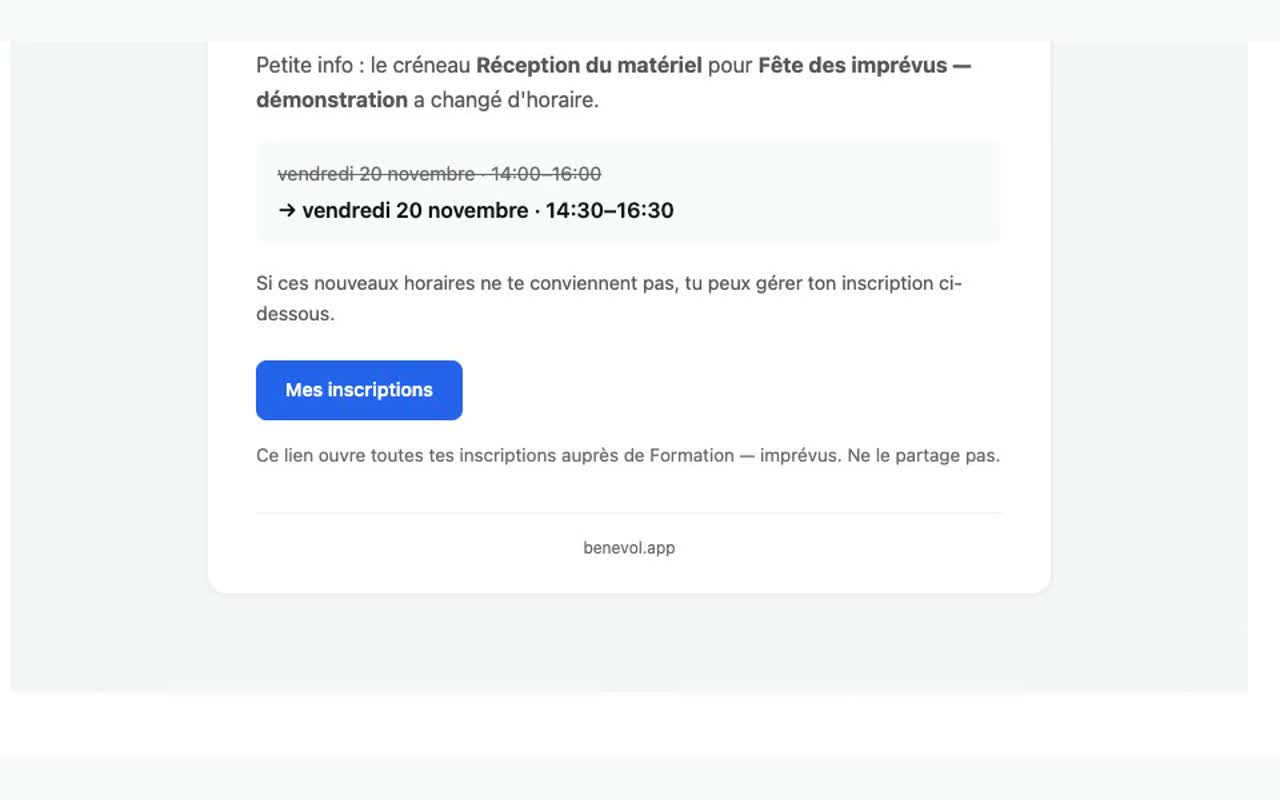 Petite info : le créneau Réception du matériel pour Fête des imprévus —
démonstration a changé d'horaire.
vendredi 20 novembre · 14:00–16:00
→ vendredi 20 novembre · 14:30–16:30
Si ces nouveaux horaires ne te conviennent pas, tu peux gérer ton inscription ci-
dessous.
Mes inscriptions
Ce lien ouvre toutes tes inscriptions auprès de Formation — imprévus. Ne le partage pas.
benevol.app